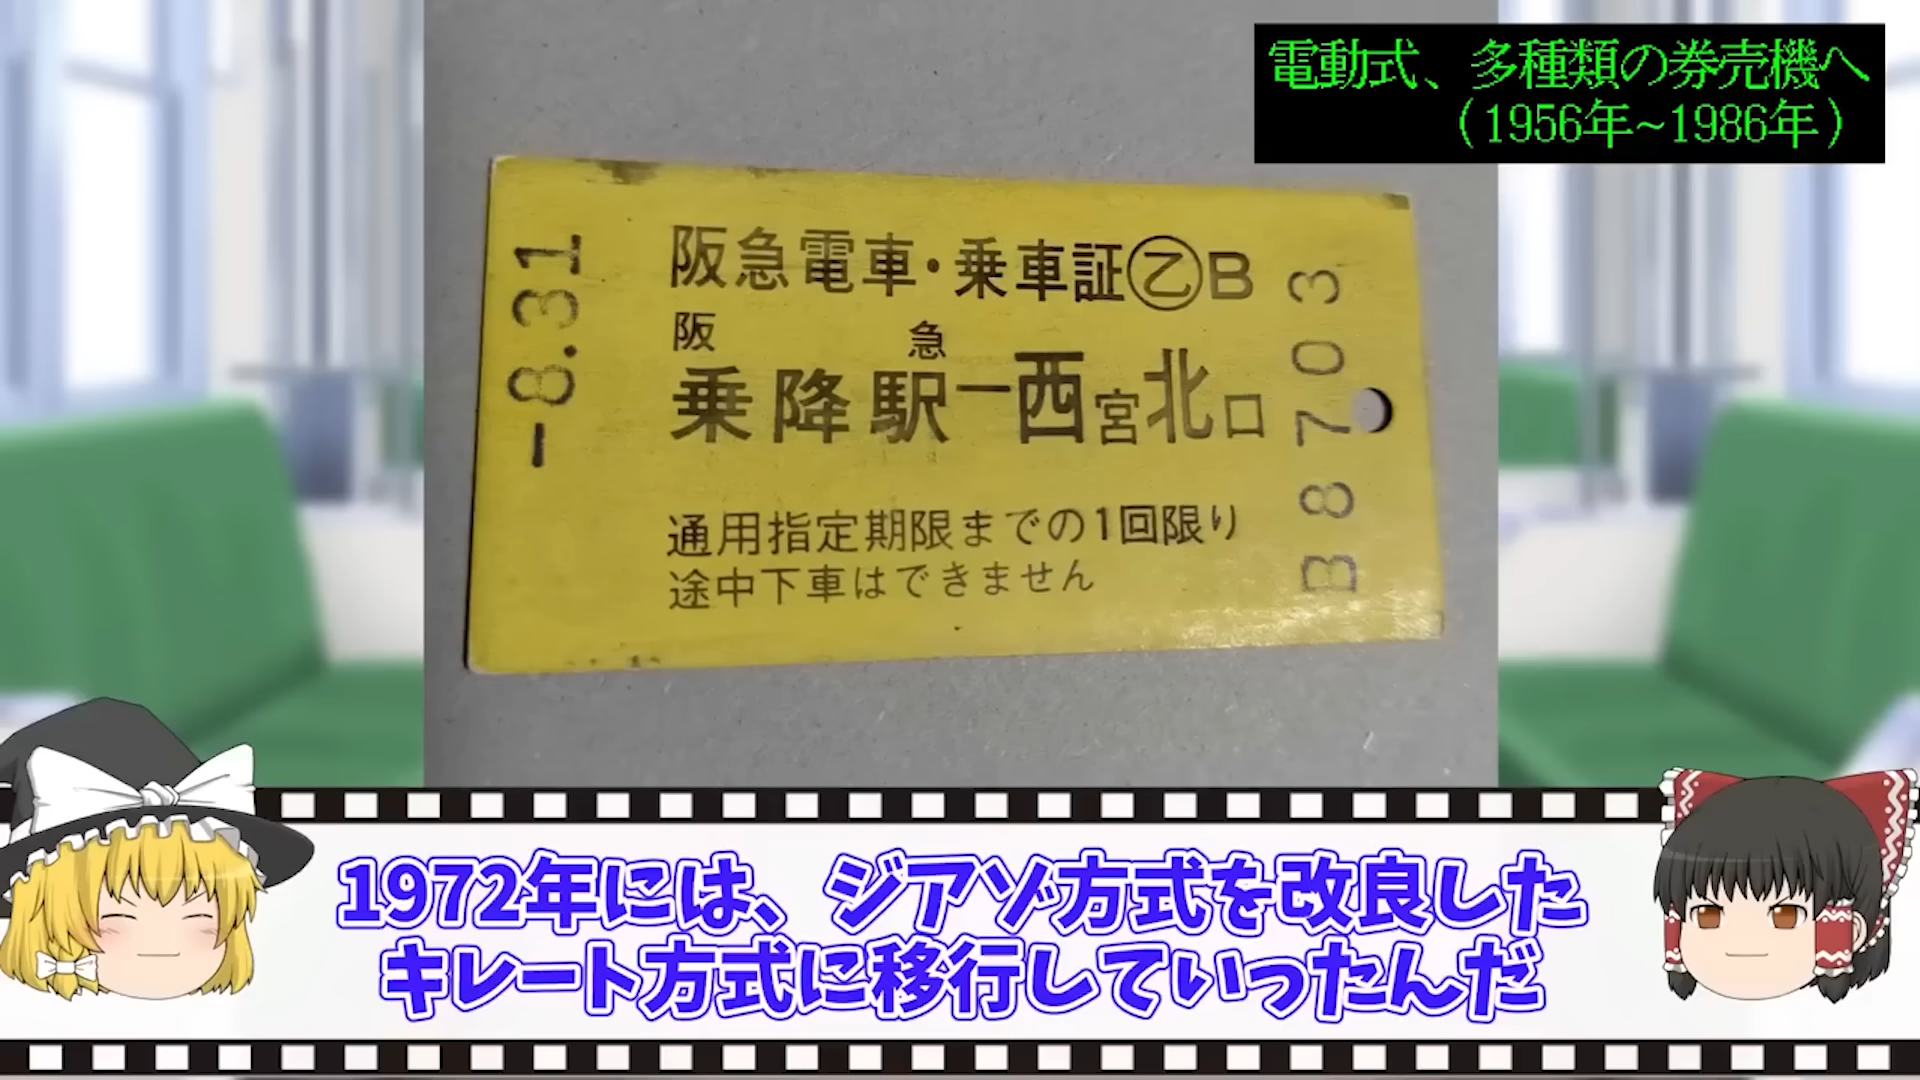 電動式、多種類の券売機へ
（1956年~1986年）
-8.31
阪急電車・乗車証㋚B
阪急
乗降駅ー西宮北口
通用指定期限までの1回限り
途中下車はできません
B8703
1972年には、ジアゾ方式を改良した
キレート方式に移行していったんだ